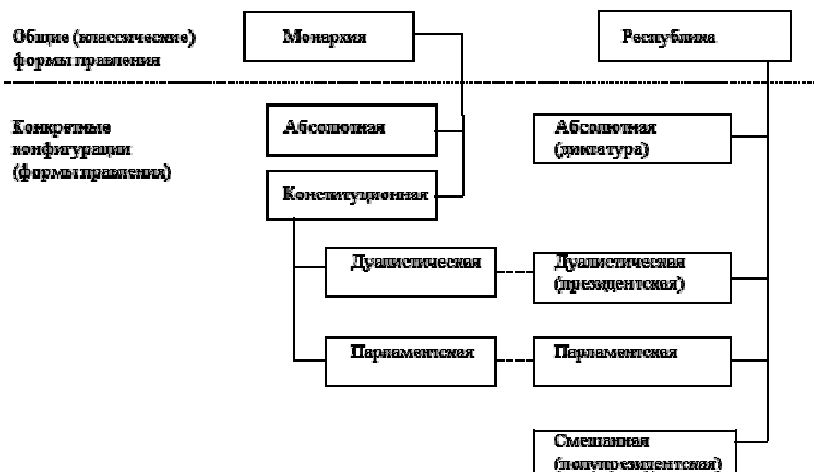 Общие (классические)
формы правления
Монархия
Республика
Конкретные
конфигурации
(формы правления)
Абсолютная
Абсолютная
(диктатура)
Конституционная
Дуалистическая
Дуалистическая
(президентская)
Парламентская
Парламентская
Смешанная
(полупрезидентская)